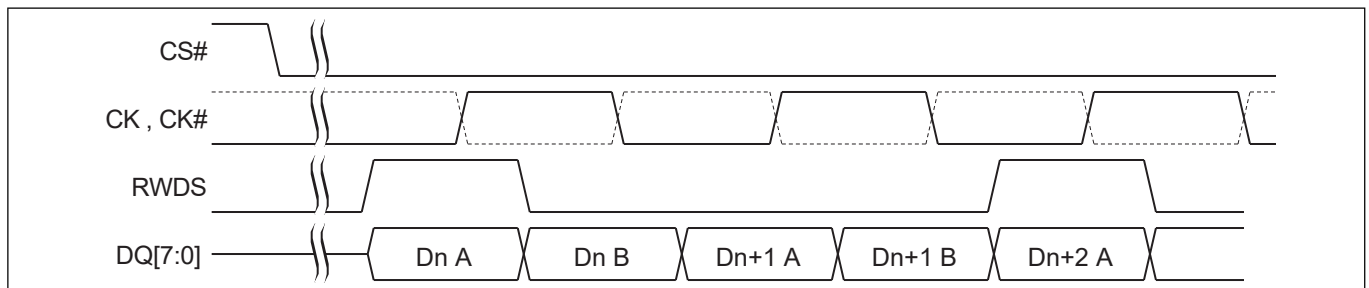 CS#
CK , CK#
RWDS
DQ[7:0]
Dn A
Dn B
Dn+1 A
Dn+1 B
Dn+2 A